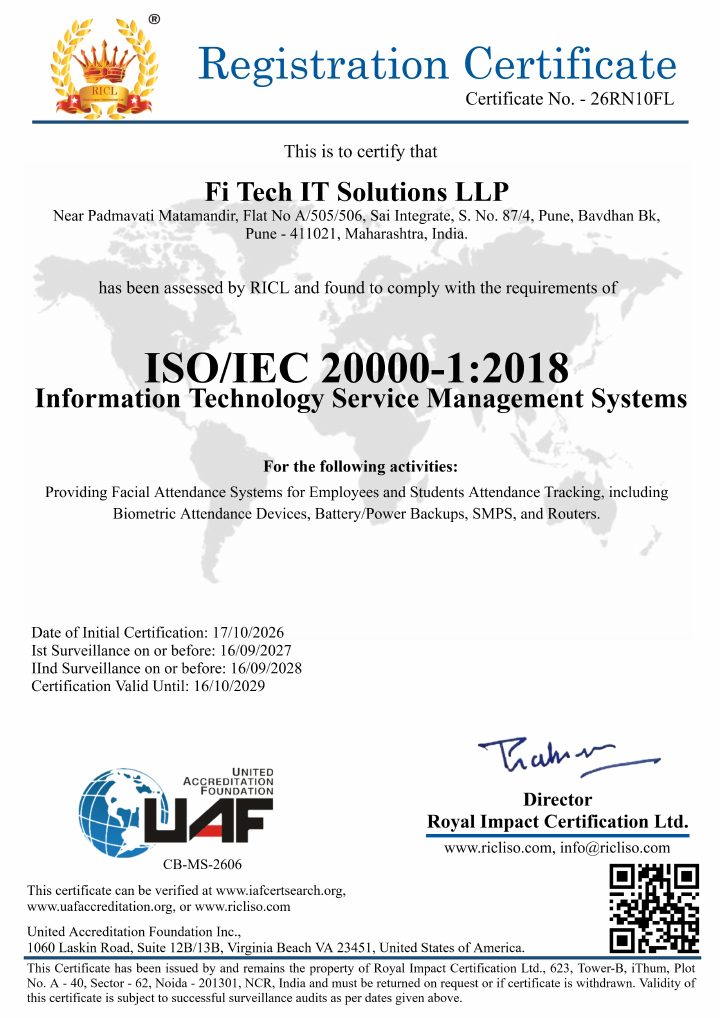 ®
RICL
Registration Certificate
Certificate No. - 26RN10FL
This is to certify that
Fi Tech IT Solutions LLP
Near Padmavati Matamandir, Flat No A/505/506, Sai Integrate, S. No. 87/4, Pune, Bavdhan Bk,
Pune - 411021, Maharashtra, India.
has been assessed by RICL and found to comply with the requirements of
ISO/IEC 20000-1:2018
Information Technology Service Management Systems
For the following activities:
Providing Facial Attendance Systems for Employees and Students Attendance Tracking, including
Biometric Attendance Devices, Battery/Power Backups, SMPS, and Routers.
Date of Initial Certification: 17/10/2026
Ist Surveillance on or before: 16/09/2027
IInd Surveillance on or before: 16/09/2028
Certification Valid Until: 16/10/2029
UNITED
ACCREDITATION
FOUNDATION
UAF
CB-MS-2606
Director
Royal Impact Certification Ltd.
www.ricliso.com, info@ricliso.com
This certificate can be verified at www.iafcertsearch.org,
www.uafaccreditation.org, or www.ricliso.com
United Accreditation Foundation Inc.,
1060 Laskin Road, Suite 12B/13B, Virginia Beach VA 23451, United States of America.
This Certificate has been issued by and remains the property of Royal Impact Certification Ltd., 623, Tower-B, iThum, Plot
No. A - 40, Sector - 62, Noida - 201301, NCR, India and must be returned on request or if certificate is withdrawn. Validity of
this certificate is subject to successful surveillance audits as per dates given above.